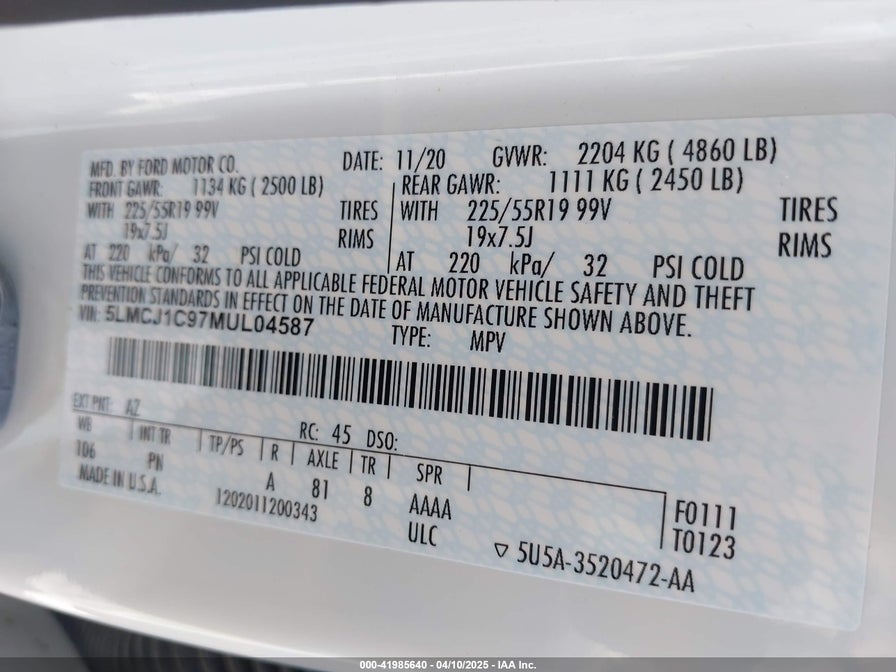 MFD. BY FORD MOTOR CO. DATE: 11/20 GVWR: 2204 KG ( 4860 LB)
FRONT GAWR: 1134 KG ( 2500 LB) REAR GAWR: 1111 KG ( 2450 LB)
WITH 225/55R19 99V TIRES WITH 225/55R19 99V TIRES
19x7.5J RIMS 19x7.5J RIMS
AT 220 kPa/ 32 PSI COLD AT 220 kPa/ 32 PSI COLD
THIS VEHICLE CONFORMS TO ALL APPLICABLE FEDERAL MOTOR VEHICLE SAFETY AND THEFT
PREVENTION STANDARDS IN EFFECT ON THE DATE OF MANUFACTURE SHOWN ABOVE.
VIN: 5LMCJ1C97MUL04587 TYPE: MPV
EXT PNT: AZ RC: 45 DSO:
WB INT TR TP/PS R AXLE TR SPR
106 PN A 81 8 AAAA F0111
MADE IN U.S.A. 1202011200343 ULC T0123
▽ 5U5A-3520472-AA
000-41985640 - 04/10/2025 - IAA Inc.